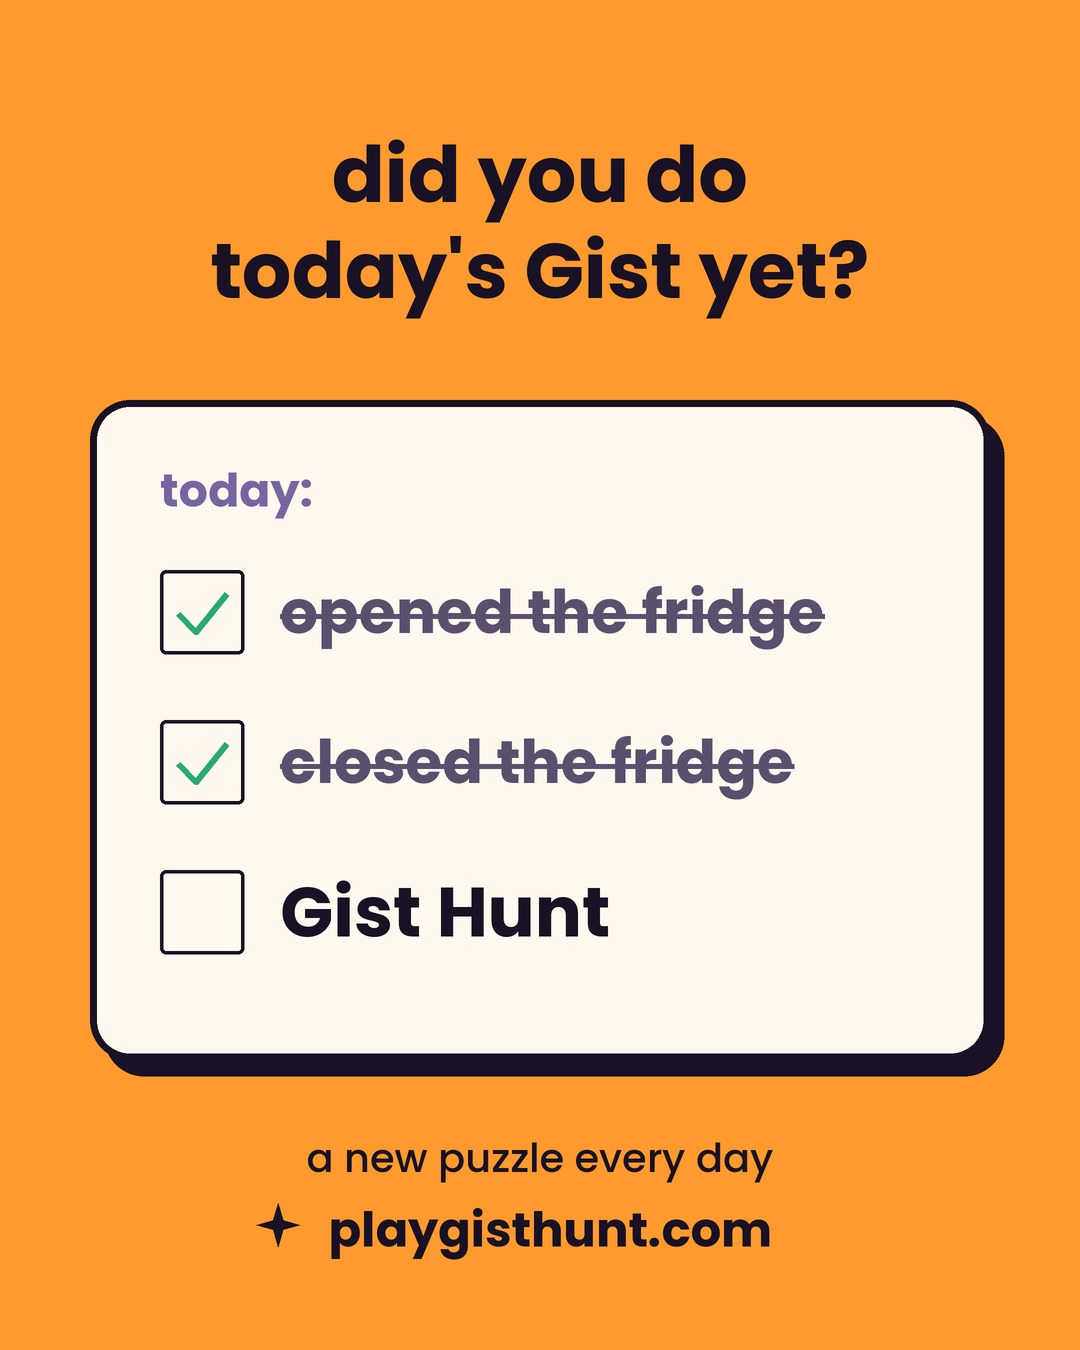 did you do
today's Gist yet?
today:
opened the fridge
closed the fridge
Gist Hunt
a new puzzle every day
playgisthunt.com